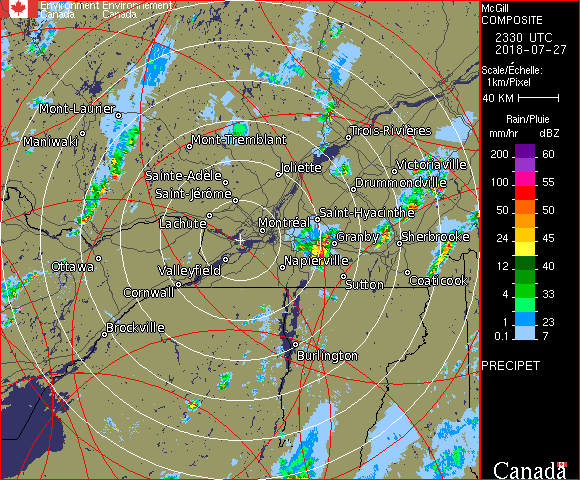 Environment Environnement
Canada Canada
McGill
COMPOSITE
2330 UTC
2018-07-27
Scale/Échelle:
1km/Pixel
40 KM
Rain/Pluie
mm/hr dBZ
200 60
100 55
50 50
24 45
12 40
4 33
1 23
0.1 7
PRECIPET
Mont-Laurier
Maniwaki
Mont-Tremblant
Trois-Rivières
Sainte-Adèle
Joliette
Victoriaville
Saint-Jérôme
Drummondville
Lachute
Montréal
Saint-Hyacinthe
Granby
Sherbrooke
Ottawa
Valleyfield
Napierville
Cornwall
Sutton
Coaticook
Brockville
Burlington
Canada